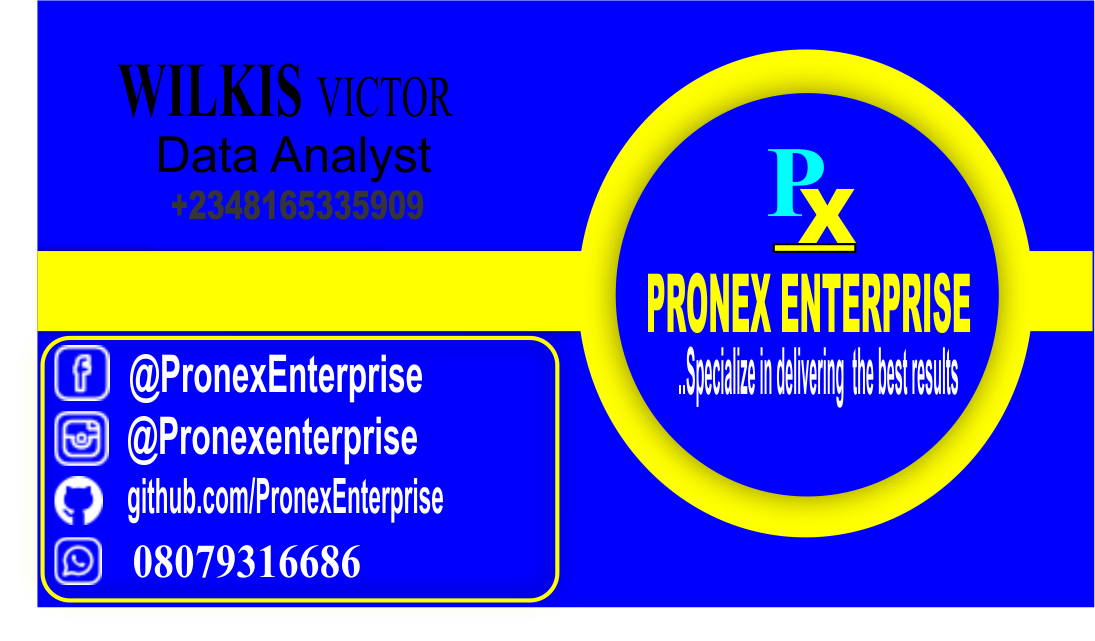 WILKIS VICTOR
Data Analyst
+2348165335909
@PronexEnterprise
@Pronexenterprise
github.com/PronexEnterprise
08079316686
Px
PRONEX ENTERPRISE
..Specialize in delivering the best results